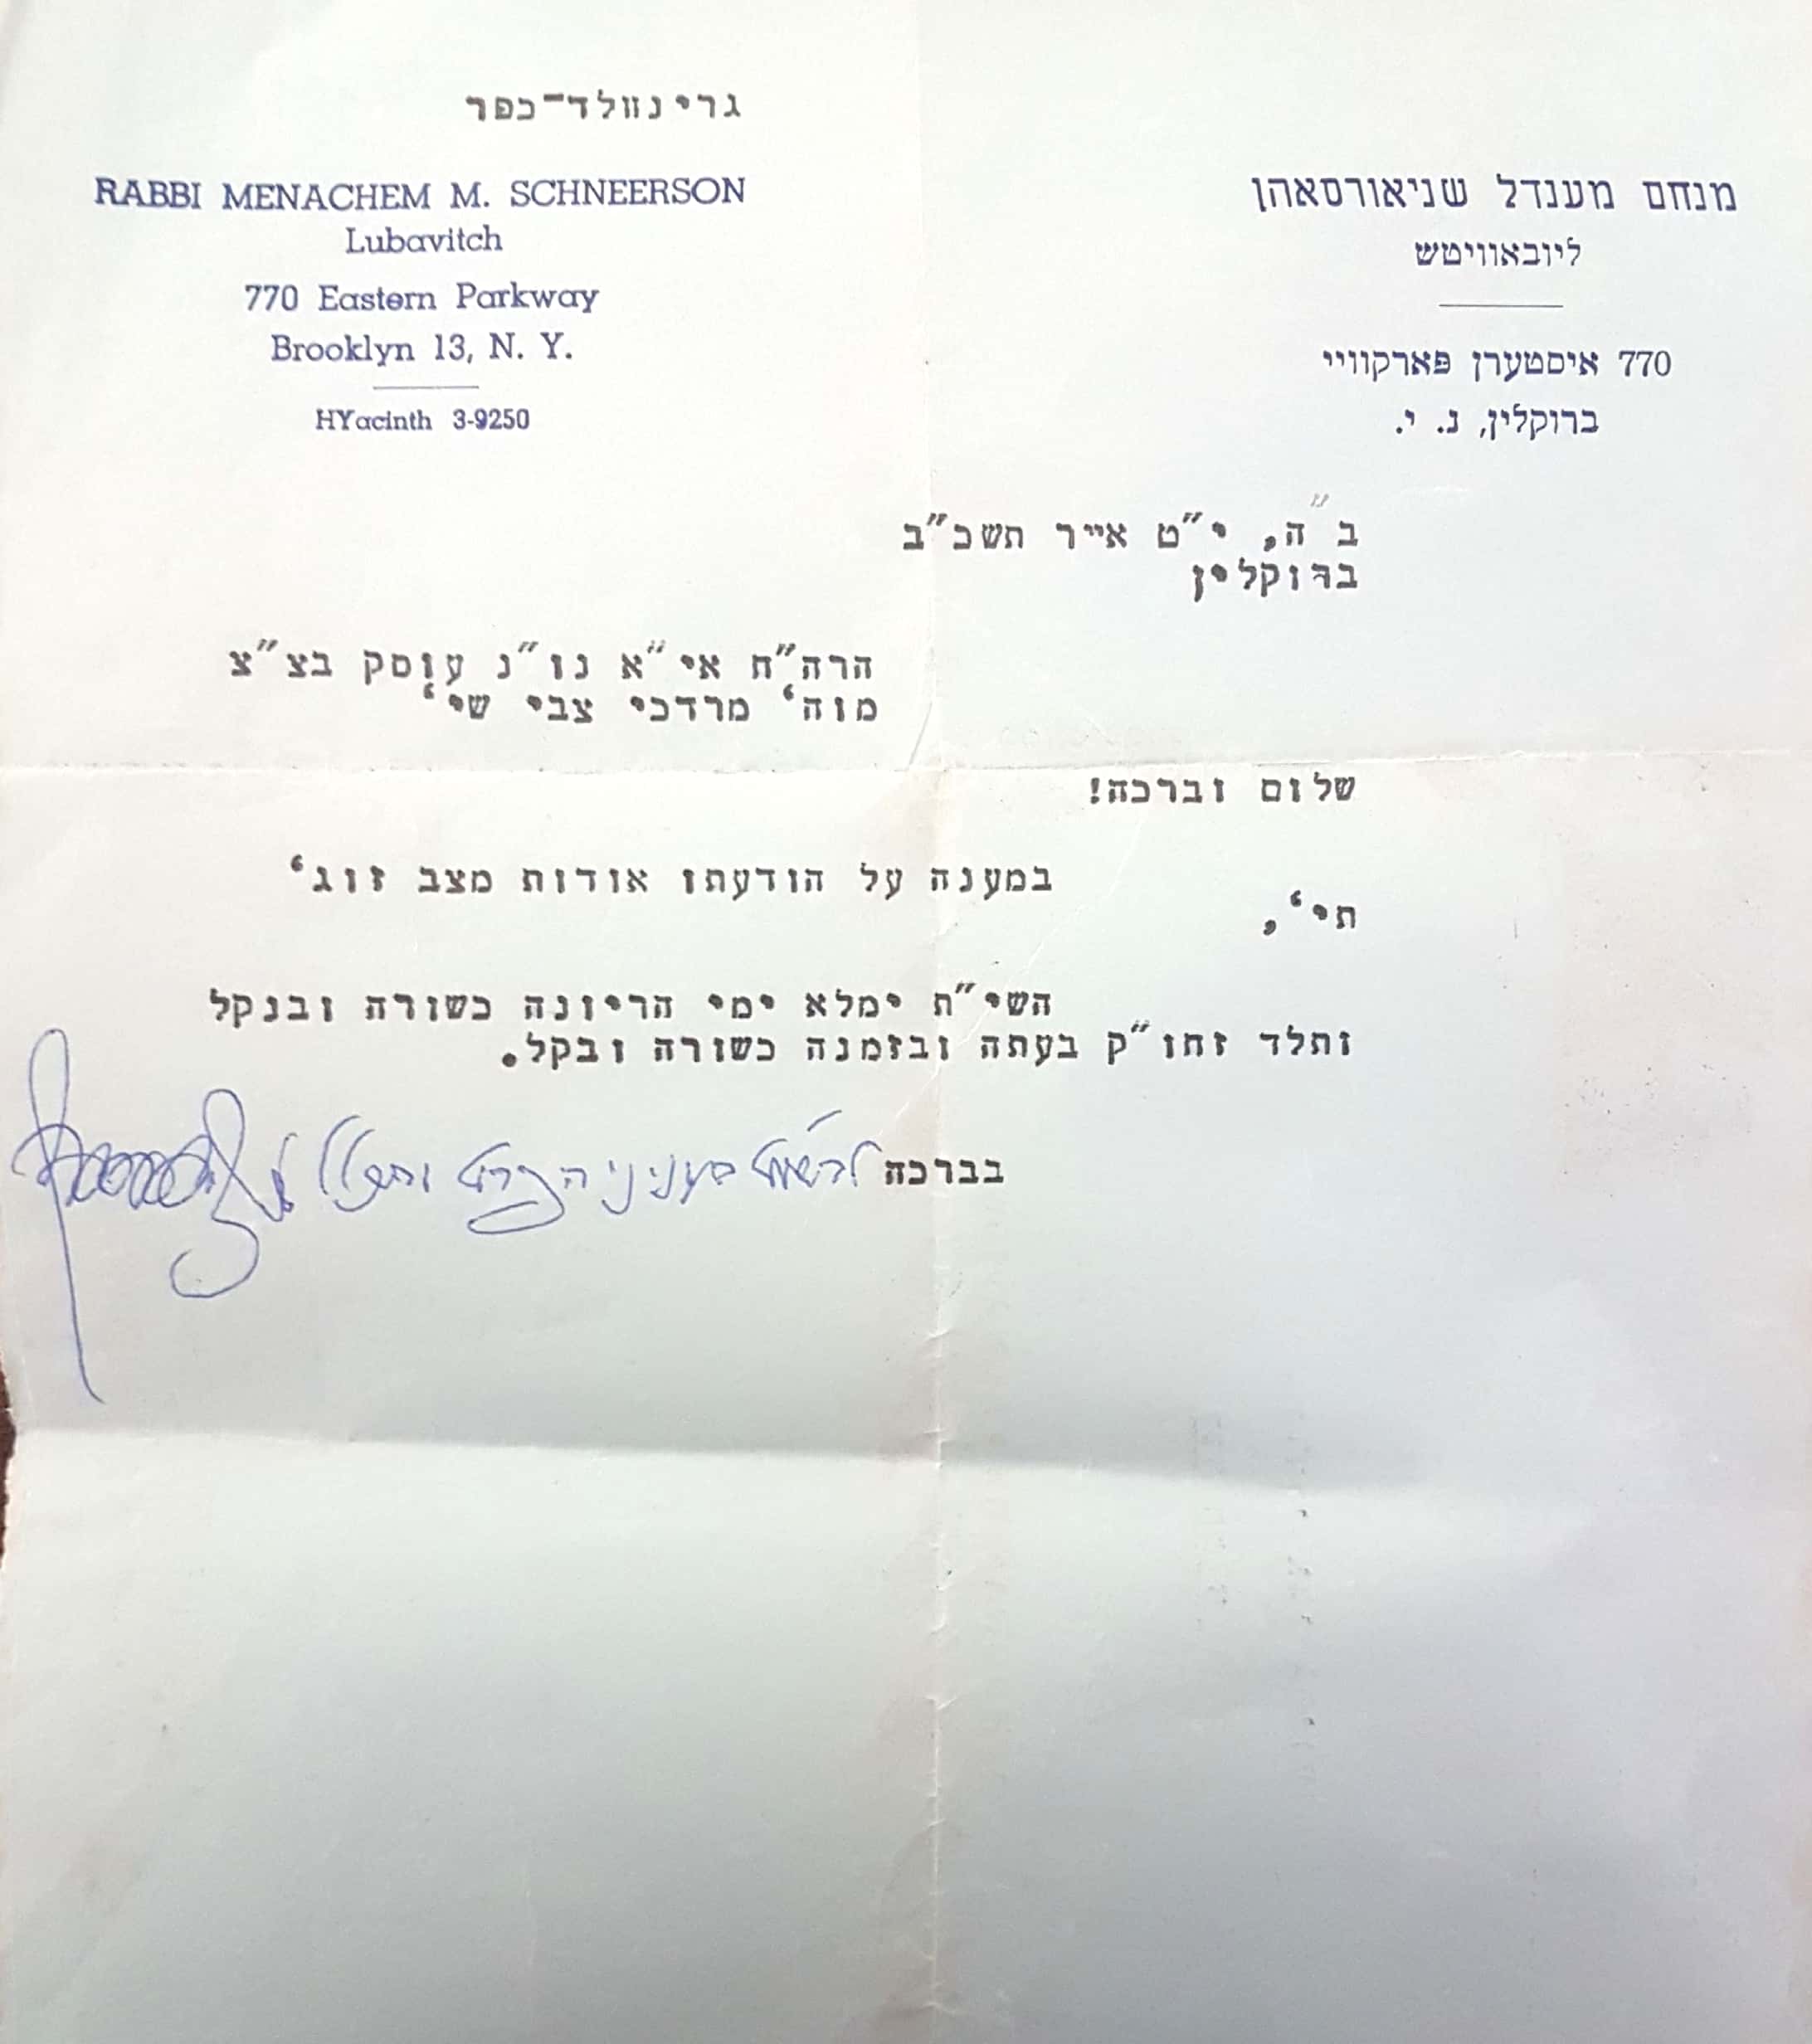 גרינוולד-כפר
RABBI MENACHEM M. SCHNEERSON
Lubavitch
770 Eastern Parkway
Brooklyn 13, N. Y.
HYacinth 3-9250
מנחם מענדל שניאורסאהן
ליובאוויטש
770 איסטערן פארקוויי
ברוקלין, נ. י.
ב"ה, י"ט אייר תשכ"ב
ברוקלין
הרה"ח אי"א נו"נ עוסק בצ"צ
מוה' מרדכי צבי שי'
שלום וברכה!
במענה על הודעתו אודות מצב זוג'
תי',
השי"ת ימלא ימי הריונה כשורה ובנקל
ותלד זחו"ק בעתה ובזמנה כשורה ובקל.
בברכה